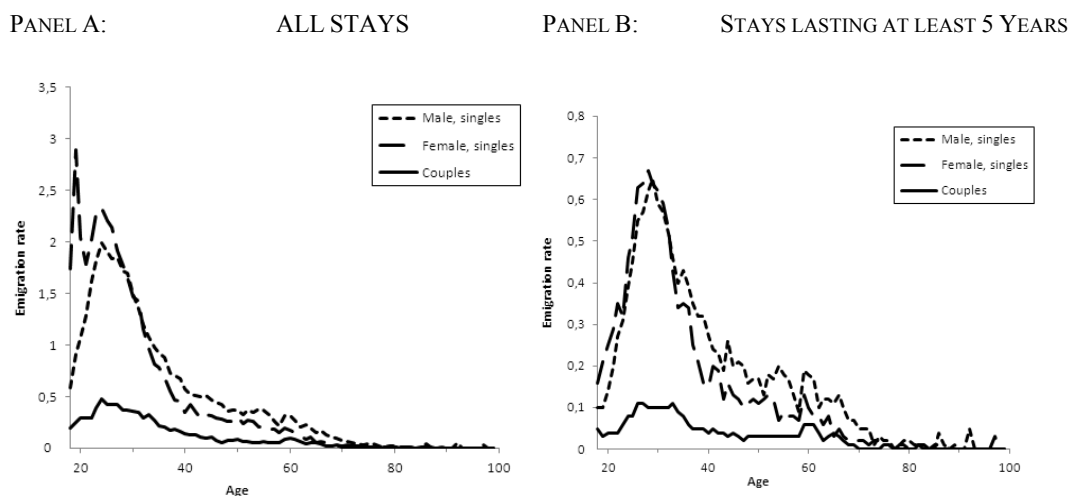 PANEL A: ALL STAYS
3,5
3
2,5
2
1,5
1
0,5
0
Emigration rate
Male, singles
Female, singles
Couples
20 40 60 80 100
Age
PANEL B: STAYS LASTING AT LEAST 5 YEARS
0,8
0,7
0,6
0,5
0,4
0,3
0,2
0,1
0
Emigration rate
Male, singles
Female, singles
Couples
20 40 60 80 100
Age